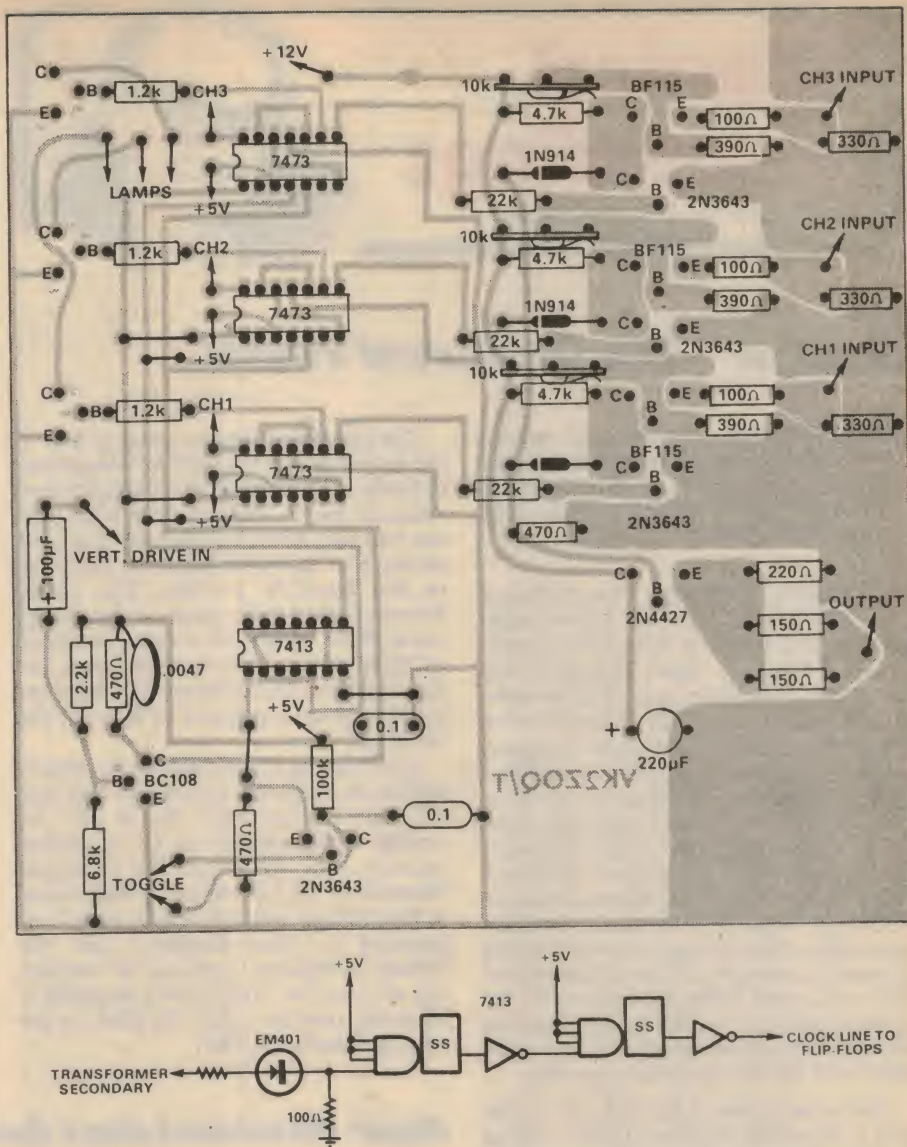 +12V
C
B
1.2k
CH3
10k
BF115
CH3 INPUT
E
4.7k
C
E
100Ω
B
390Ω
330Ω
7473
LAMPS
1N914
C
E
B
+5V
22k
2N3643
C
B
1.2k
CH2
10k
BF115
CH2 INPUT
E
4.7k
C
E
100Ω
B
390Ω
330Ω
7473
1N914
C
E
B
+5V
22k
2N3643
10k
CH1 INPUT
C
B
1.2k
CH1
4.7k
C
E
100Ω
E
B
390Ω
330Ω
7473
BF115
C
E
B
+5V
22k
2N3643
470Ω
VERT. DRIVE IN
+ 100µF
C
E
220Ω
B
2N4427
OUTPUT
7413
150Ω
2.2k
470Ω
.0047
150Ω
+5V
0.1
+
220µF
C
B
BC108
E
100k
VK2ZOQ/T
0.1
6.8k
470Ω
E
C
B
2N3643
TOGGLE
+5V
+5V
7413
EM401
SS
SS
TRANSFORMER
SECONDARY
CLOCK LINE TO
FLIP-FLOPS
100Ω